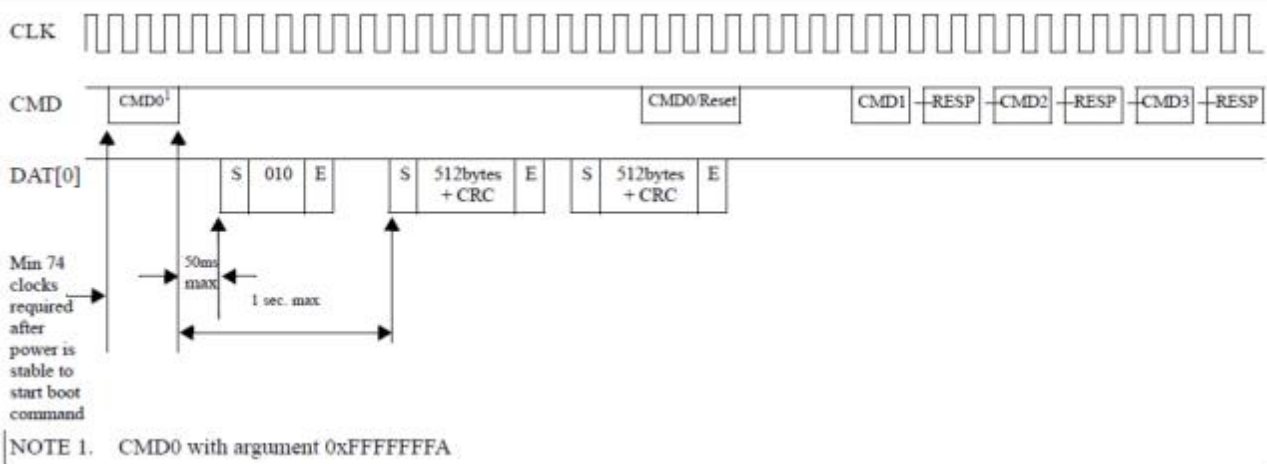 CLK
CMD
CMD0¹
CMD0/Reset
CMD1
RESP
CMD2
RESP
CMD3
RESP
DAT[0]
S
010
E
S
512bytes
+ CRC
E
S
512bytes
+ CRC
E
Min 74
clocks
required
after
power is
stable to
start boot
command
50ms
max
1 sec. max
NOTE 1. CMD0 with argument 0xFFFFFFFA